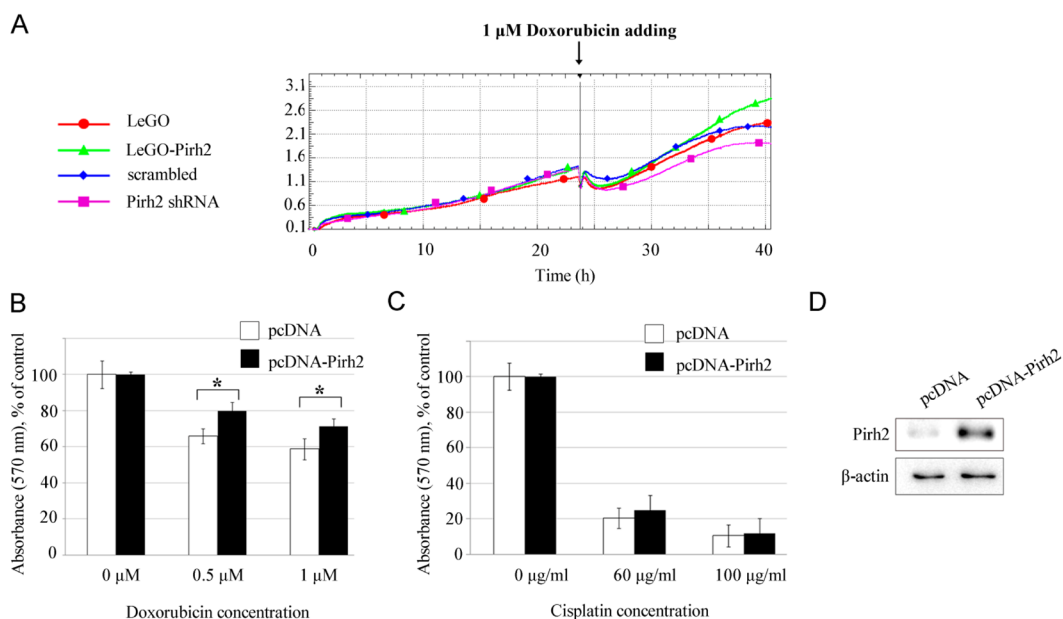 A
1 µM Doxorubicin adding
LeGO
LeGO-Pirh2
scrambled
Pirh2 shRNA
3.1
2.6
2.1
1.6
1.1
0.6
0.1
0 10 20 30 40
Time (h)
B
pcDNA
pcDNA-Pirh2
Absorbance (570 nm), % of control
100
80
60
40
20
0
* *
0 µM 0.5 µM 1 µM
Doxorubicin concentration
C
pcDNA
pcDNA-Pirh2
Absorbance (570 nm), % of control
100
80
60
40
20
0
0 µg/ml 60 µg/ml 100 µg/ml
Cisplatin concentration
D
pcDNA
pcDNA-Pirh2
Pirh2
β-actin